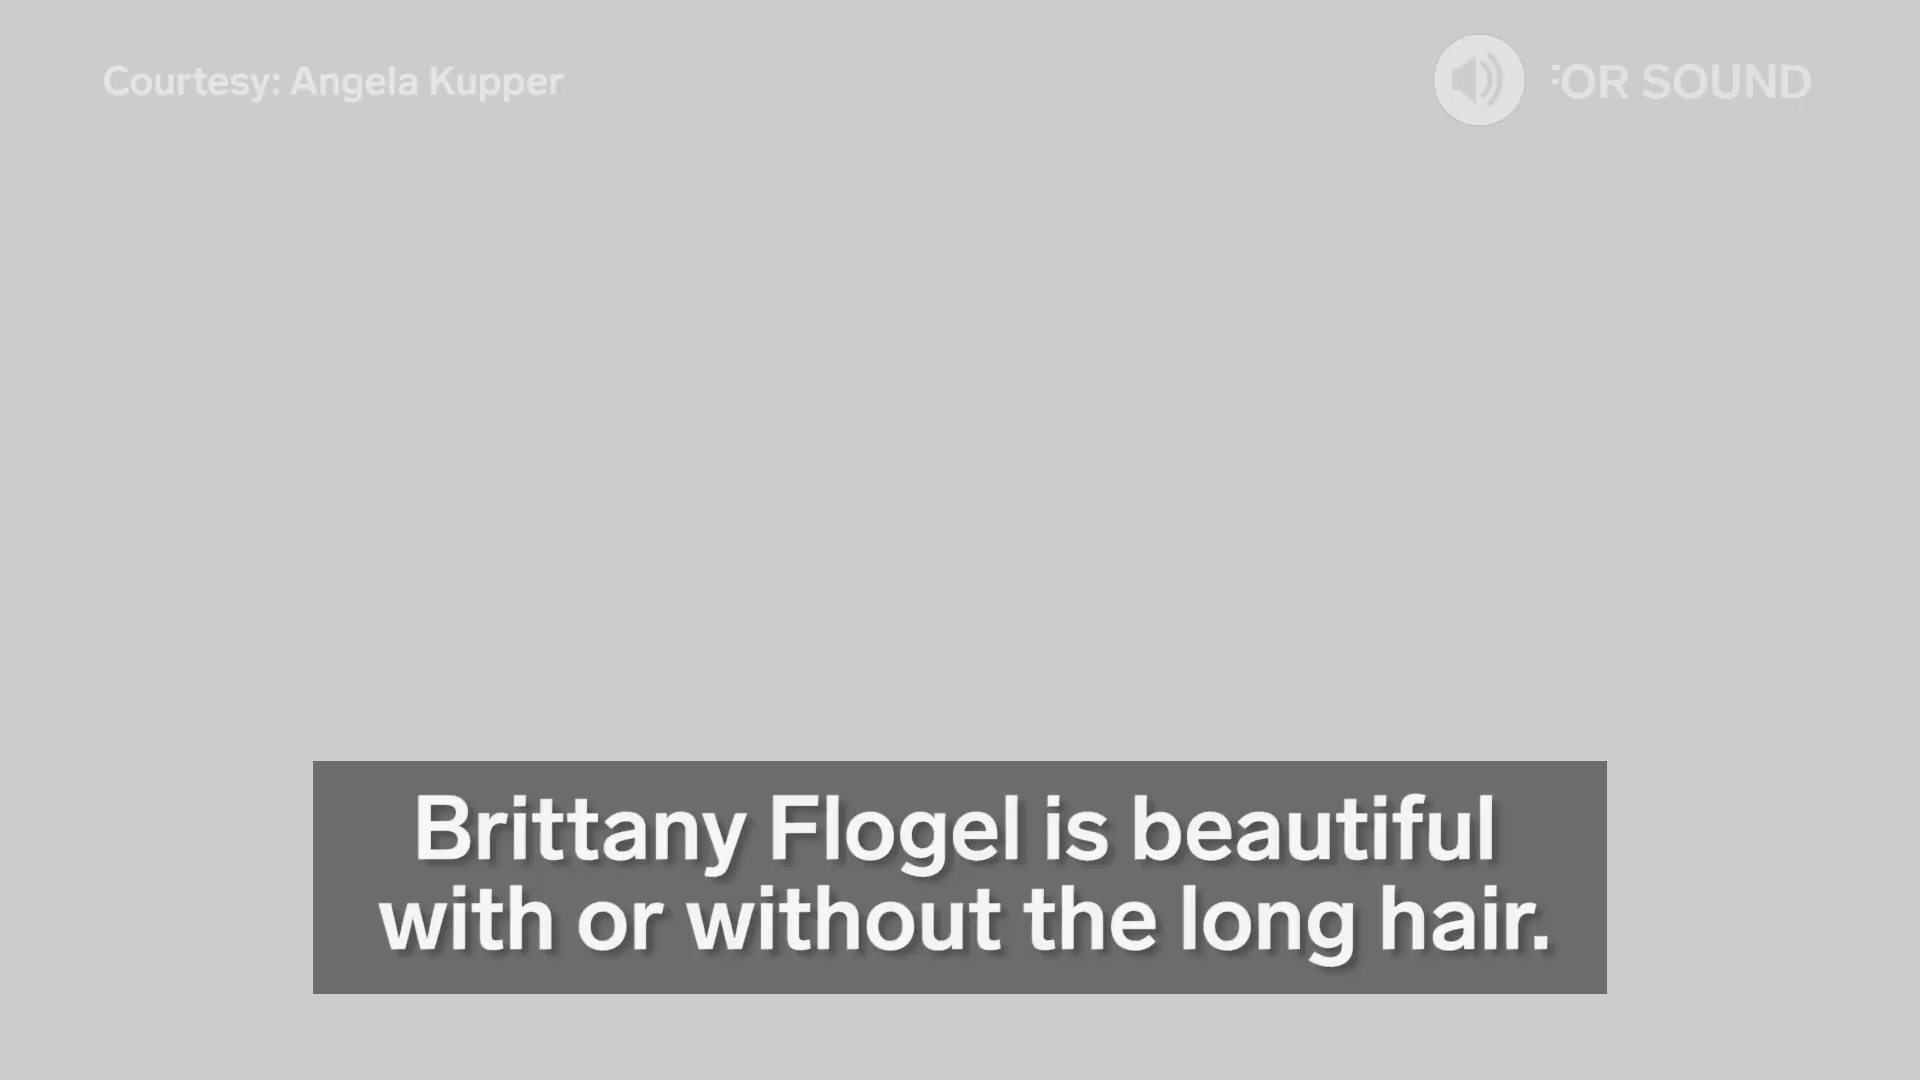 Courtesy: Angela Kupper
OR SOUND
Brittany Flogel is beautiful
with or without the long hair.